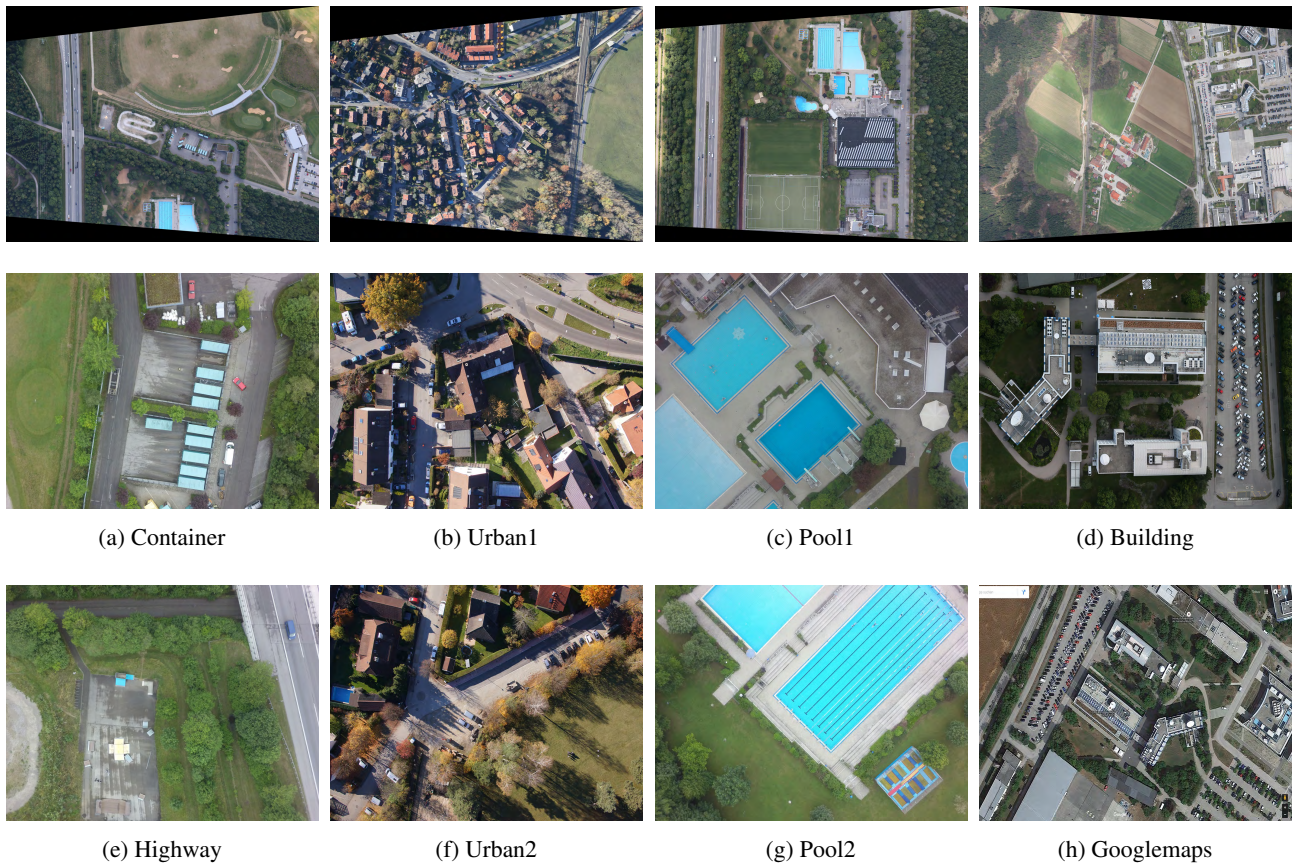 (a) Container
(b) Urban1
(c) Pool1
(d) Building
(e) Highway
(f) Urban2
(g) Pool2
(h) Googlemaps